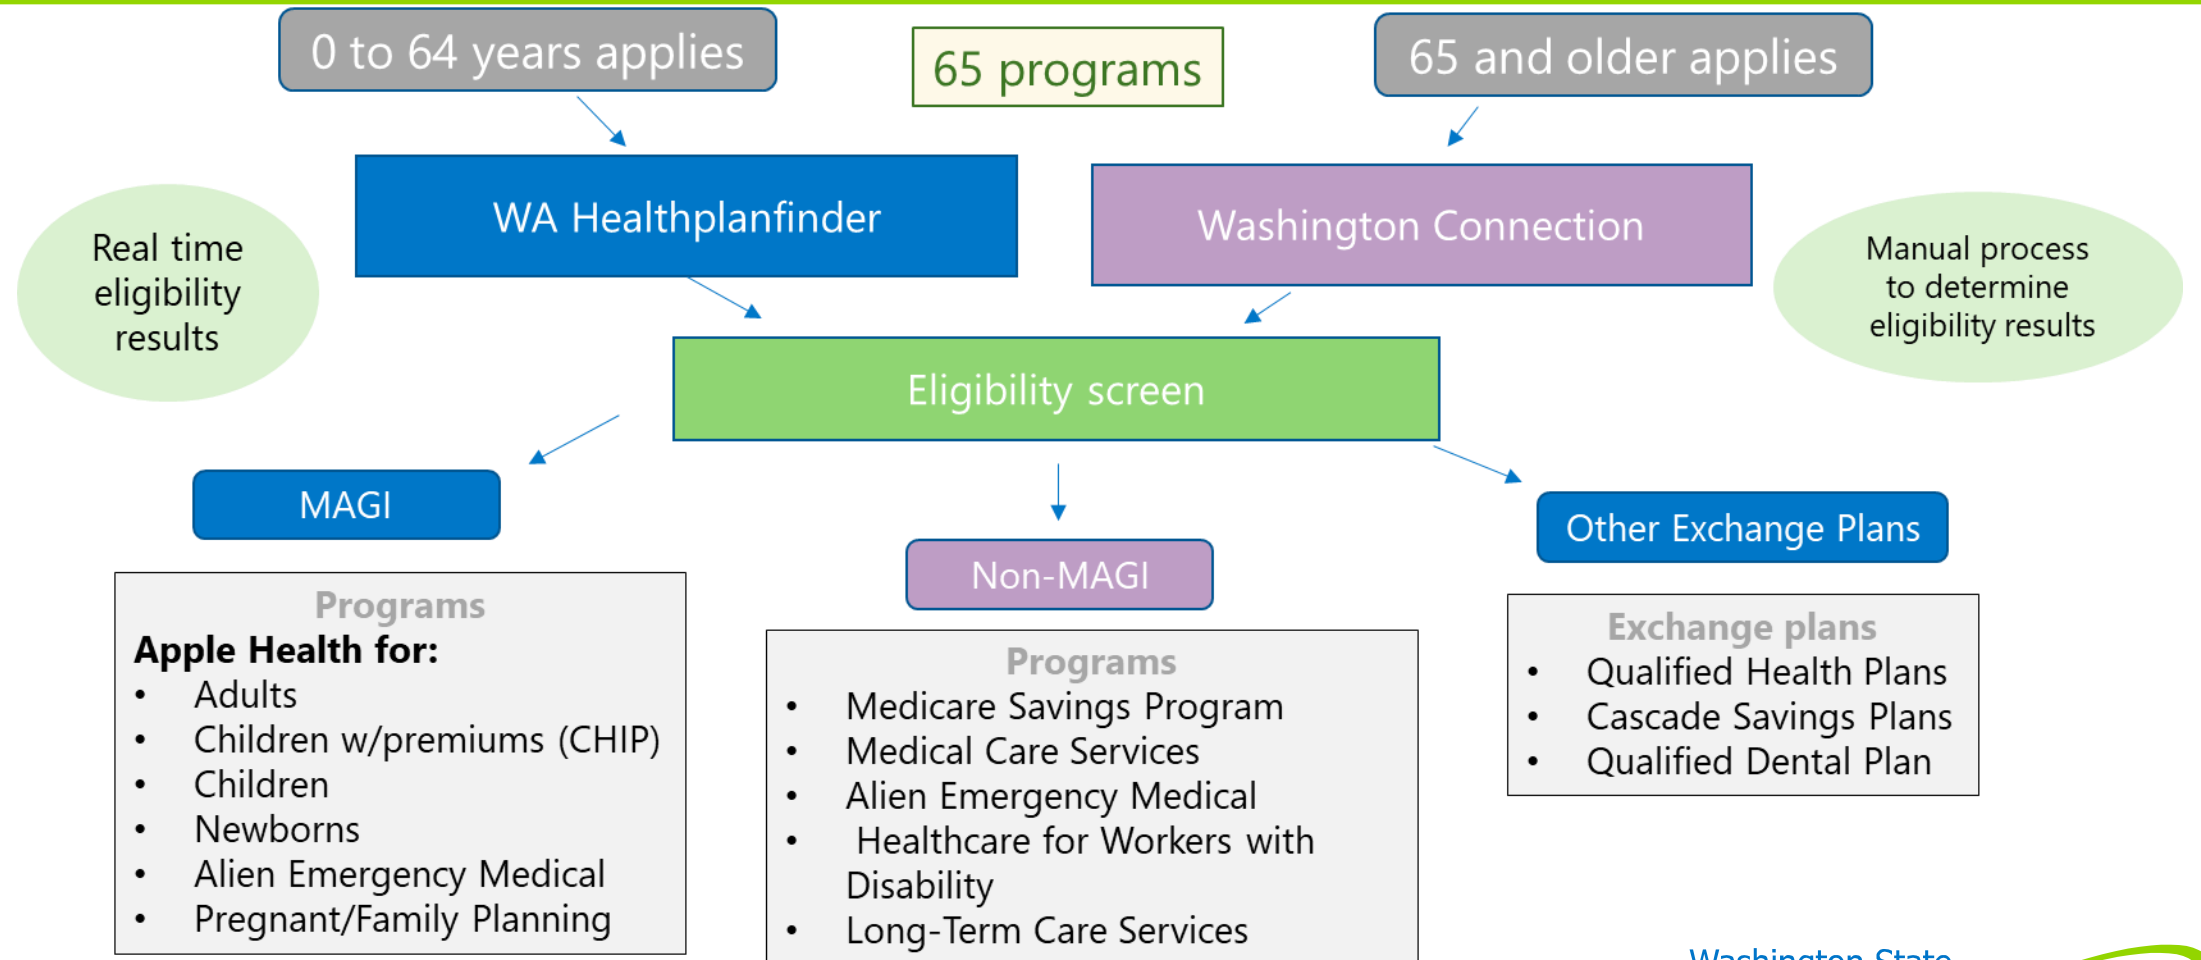 0 to 64 years applies
65 programs
65 and older applies
WA Healthplanfinder
Washington Connection
Real time
eligibility
results
Manual process
to determine
eligibility results
Eligibility screen
MAGI
Non-MAGI
Other Exchange Plans
Programs
Apple Health for:
• Adults
• Children w/premiums (CHIP)
• Children
• Newborns
• Alien Emergency Medical
• Pregnant/Family Planning
Programs
• Medicare Savings Program
• Medical Care Services
• Alien Emergency Medical
• Healthcare for Workers with
Disability
• Long-Term Care Services
Exchange plans
• Qualified Health Plans
• Cascade Savings Plans
• Qualified Dental Plan
Washington State